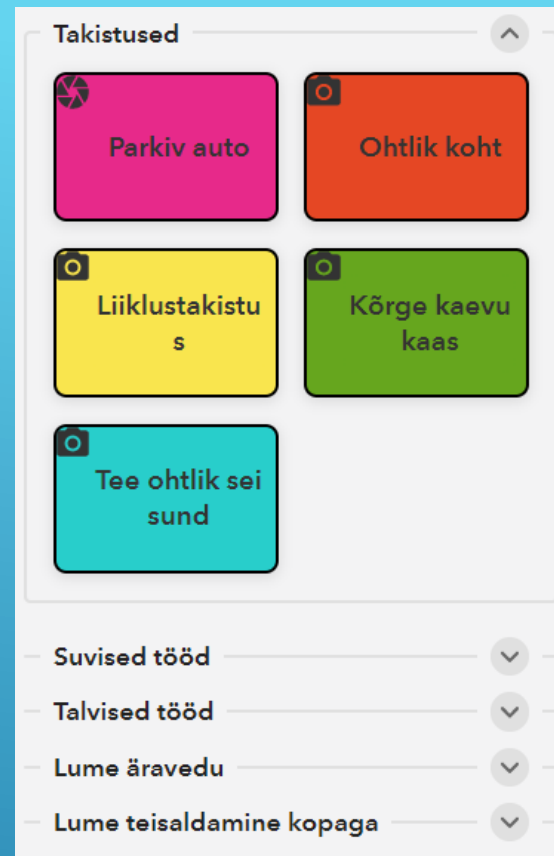 Takistused
Parkiv auto
Ohtlik koht
Liiklustakistu
s
Kõrge kaevu
kaas
Tee ohtlik sei
sund
Suvised tööd
Talvised tööd
Lume äravedu
Lume teisaldamine kopaga